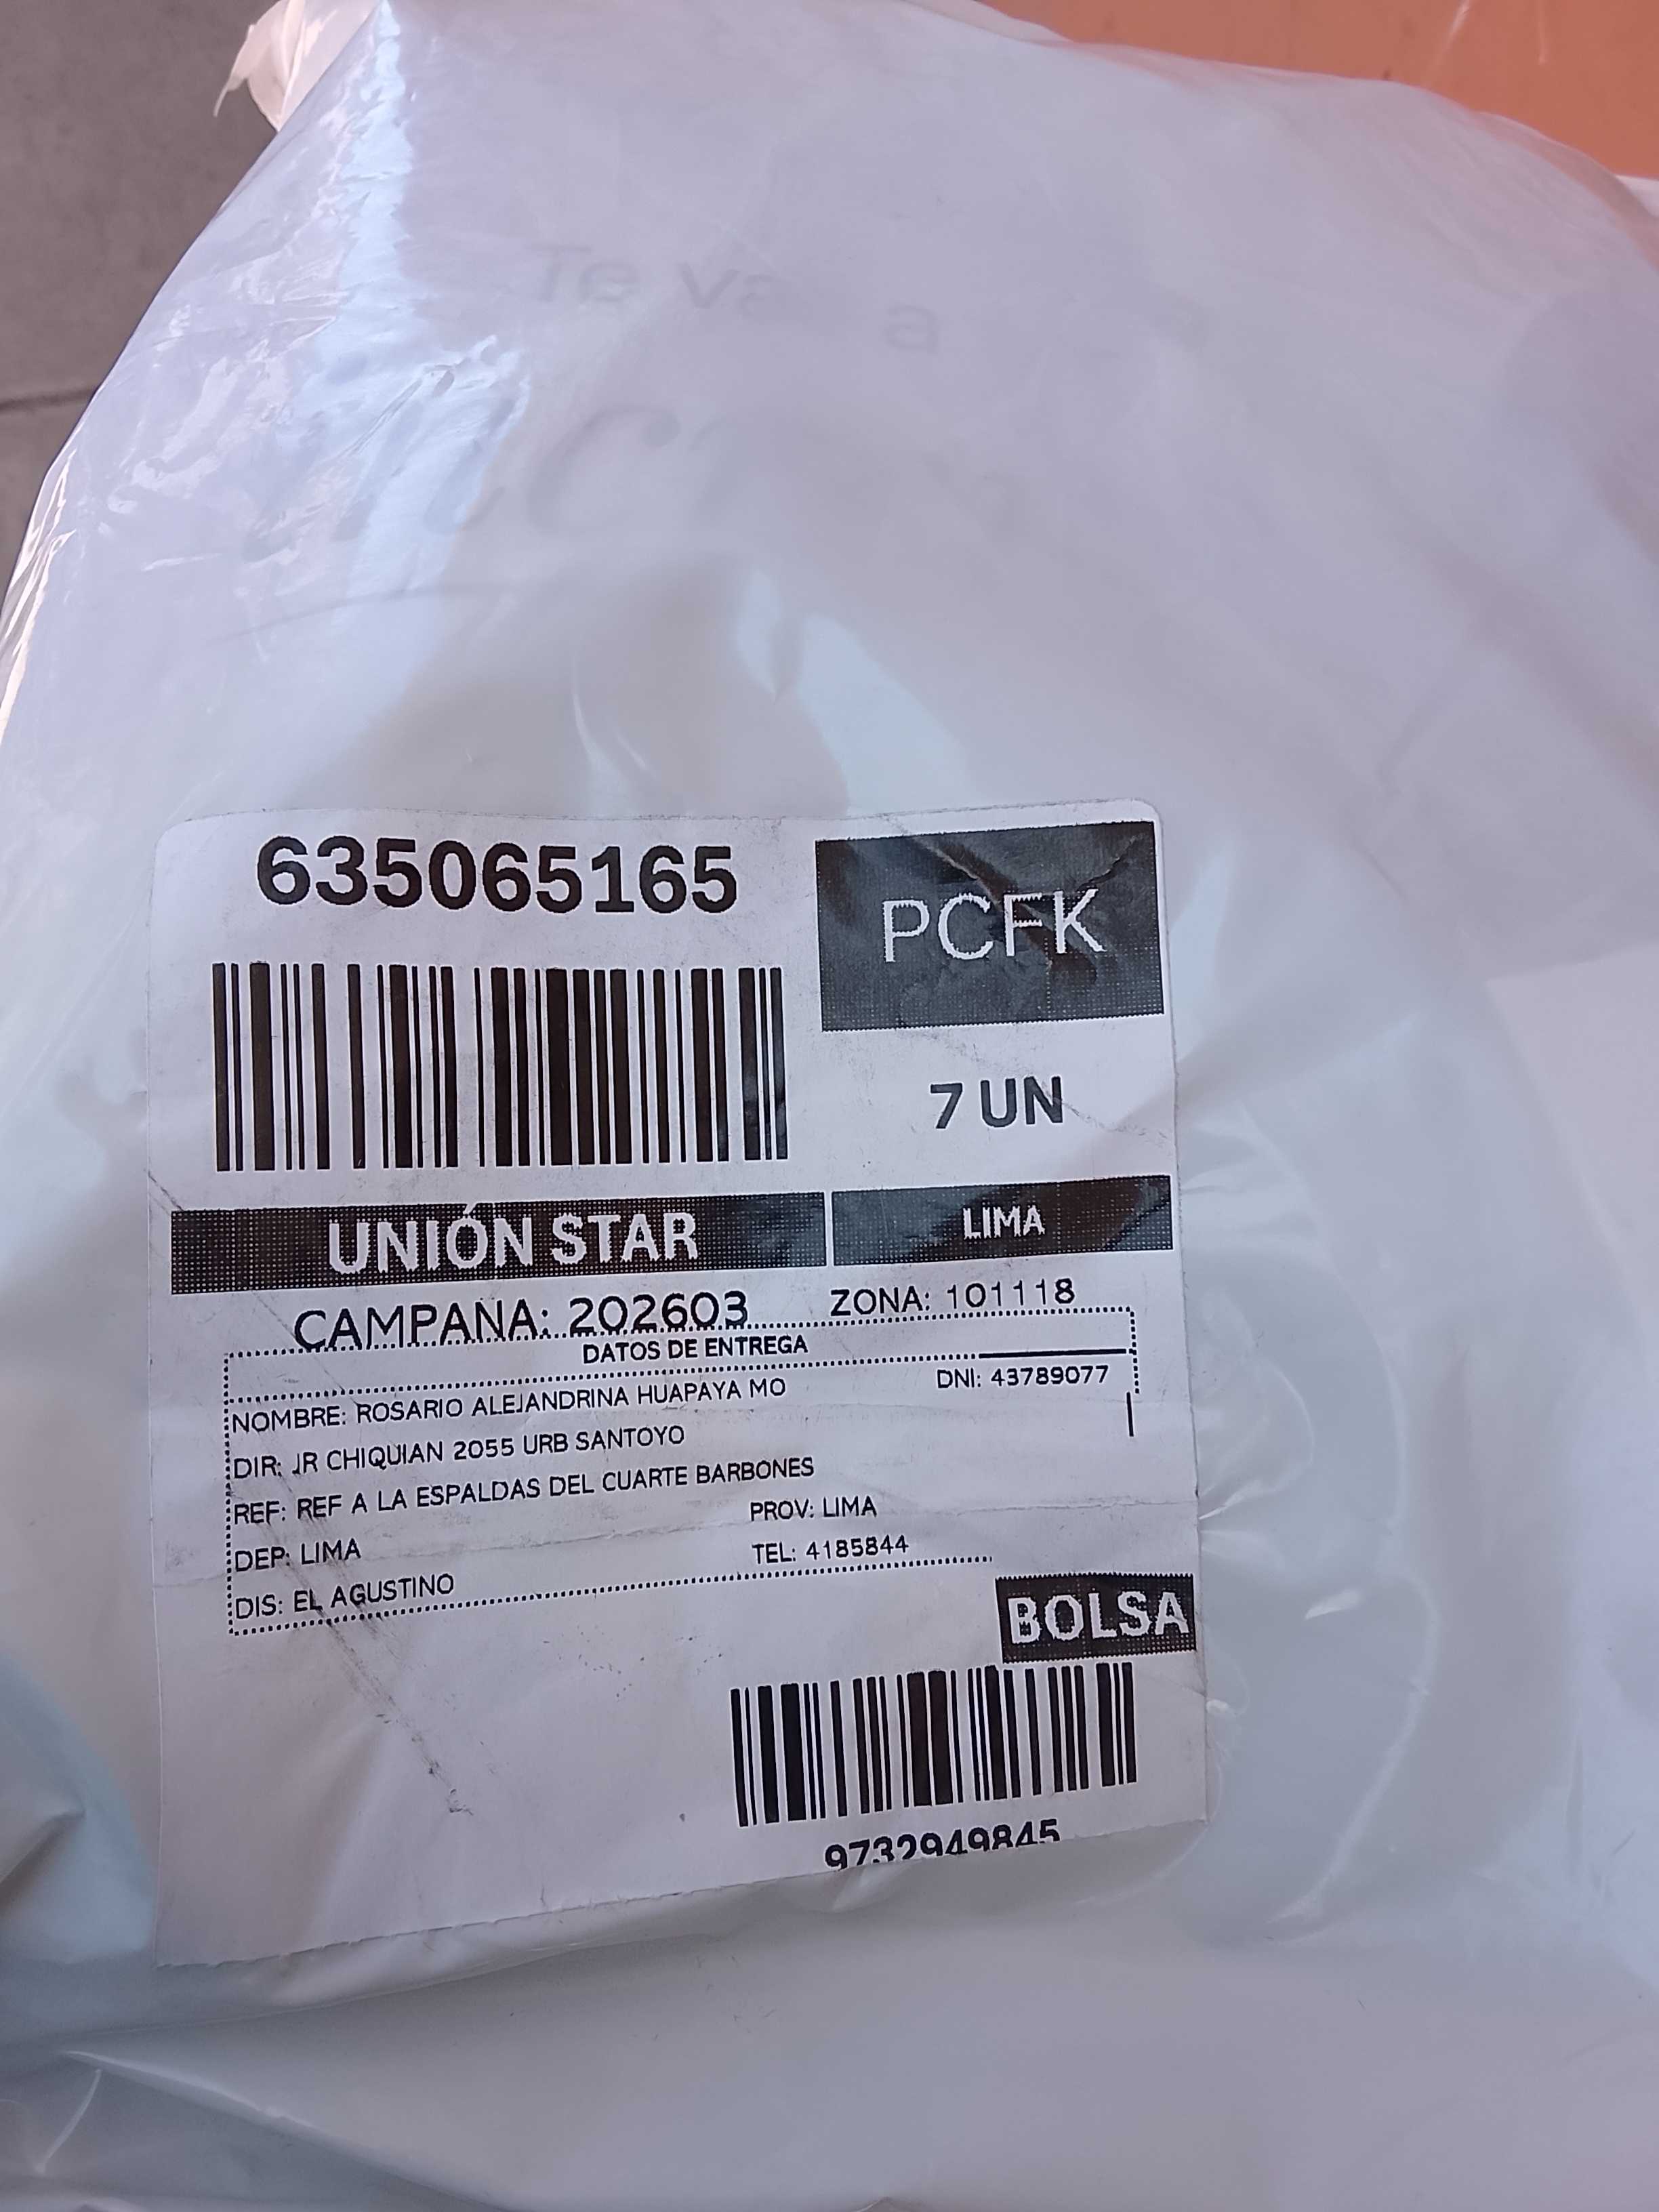 Te va a
635065165
PCFK
7 UN
UNIÓN STAR
LIMA
CAMPAÑA: 202603
ZONA: 101118
DATOS DE ENTREGA
NOMBRE: ROSARIO ALEJANDRINA HUAPAYA MO DNI: 43789077
DIR: JR CHIQUIAN 2055 URB SANTOYO
REF: REF A LA ESPALDAS DEL CUARTE BARBONES
DEP: LIMA PROV: LIMA
DIS: EL AGUSTINO TEL: 4185844
BOLSA
9732949845